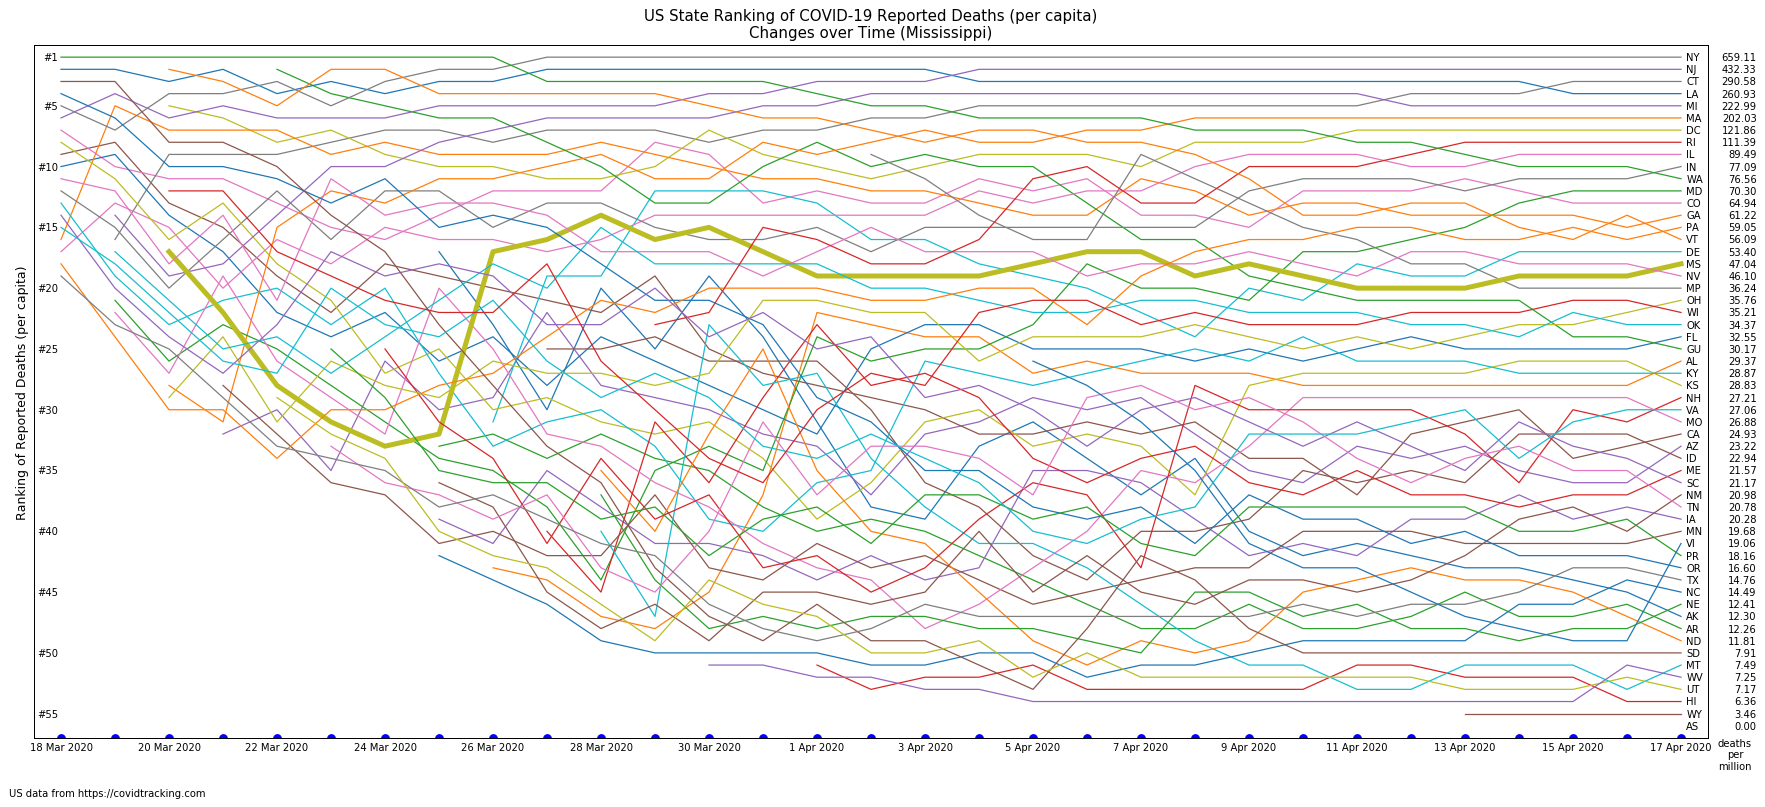 US State Ranking of COVID-19 Reported Deaths (per capita)
Changes over Time (Mississippi)
Ranking of Reported Deaths (per capita)
#1
#5
#10
#15
#20
#25
#30
#35
#40
#45
#50
#55
NY 659.11
NJ 432.33
CT 290.58
LA 260.93
MI 222.99
MA 202.03
DC 121.86
RI 111.39
IL 89.49
IN 77.09
WA 76.56
MD 70.30
CO 64.94
GA 61.22
PA 59.05
VT 56.09
DE 53.40
MS 47.04
NV 46.10
MP 36.24
OH 35.76
WI 35.21
OK 34.37
FL 32.55
GU 30.17
AL 29.37
KY 28.87
KS 28.83
NH 27.21
VA 27.06
MO 26.88
CA 24.93
AZ 23.22
ID 22.94
ME 21.57
SC 21.17
NM 20.98
TN 20.78
IA 20.28
MN 19.68
VI 19.06
PR 18.16
OR 16.60
TX 14.76
NC 14.49
NE 12.41
AK 12.30
AR 12.26
ND 11.81
SD 7.91
MT 7.49
WV 7.25
UT 7.17
HI 6.36
WY 3.46
AS 0.00
18 Mar 2020 20 Mar 2020 22 Mar 2020 24 Mar 2020 26 Mar 2020 28 Mar 2020 30 Mar 2020 1 Apr 2020 3 Apr 2020 5 Apr 2020 7 Apr 2020 9 Apr 2020 11 Apr 2020 13 Apr 2020 15 Apr 2020 17 Apr 2020
deaths
per
million
US data from https://covidtracking.com